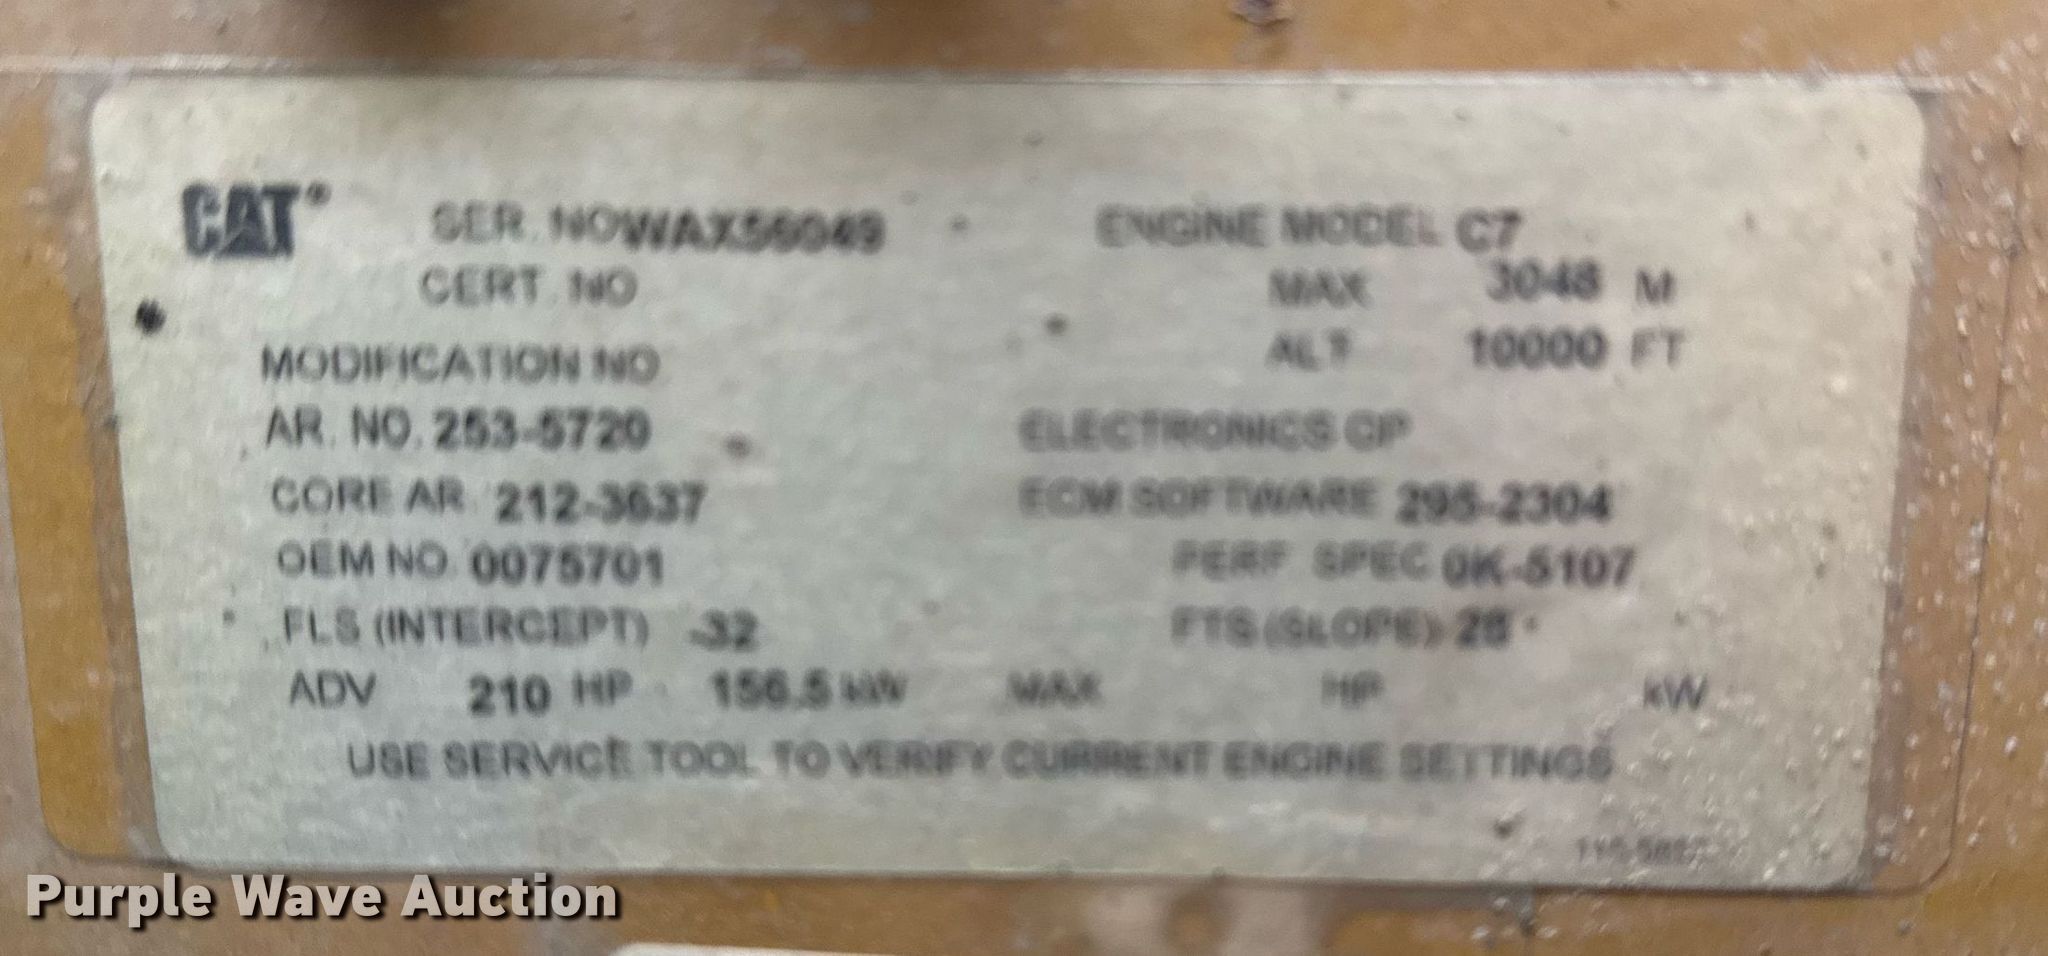 CAT® SER. NO WAX56049 ENGINE MODEL C7
CERT. NO MAX 3048 M
MODIFICATION NO ALT 10000 FT
AR. NO. 253-5720 ELECTRONICS GP
CORE AR 212-3637 ECM SOFTWARE 295-2304
OEM NO. 0075701 PERF SPEC 0K-5107
FLS (INTERCEPT) -32 FTS (SLOPE) 28
ADV 210 HP 156.5 kW MAX HP kW
USE SERVICE TOOL TO VERIFY CURRENT ENGINE SETTINGS
Purple Wave Auction